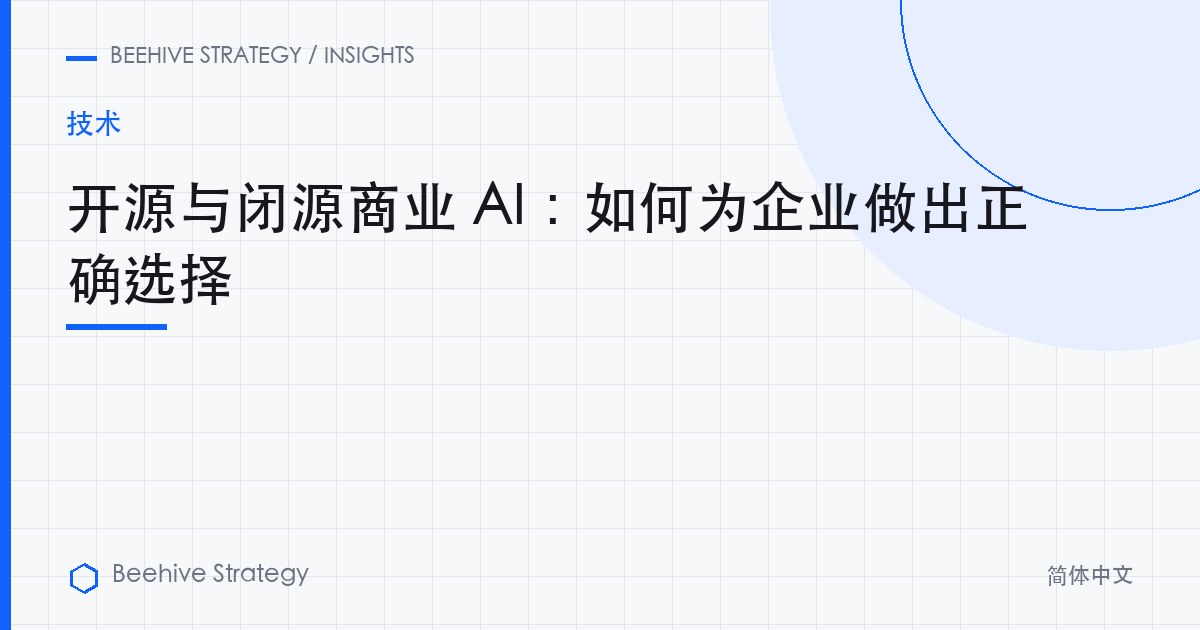 BEEHIVE STRATEGY / INSIGHTS
技术
开源与闭源商业 AI：如何为企业做出正
确选择
Beehive Strategy
简体中文